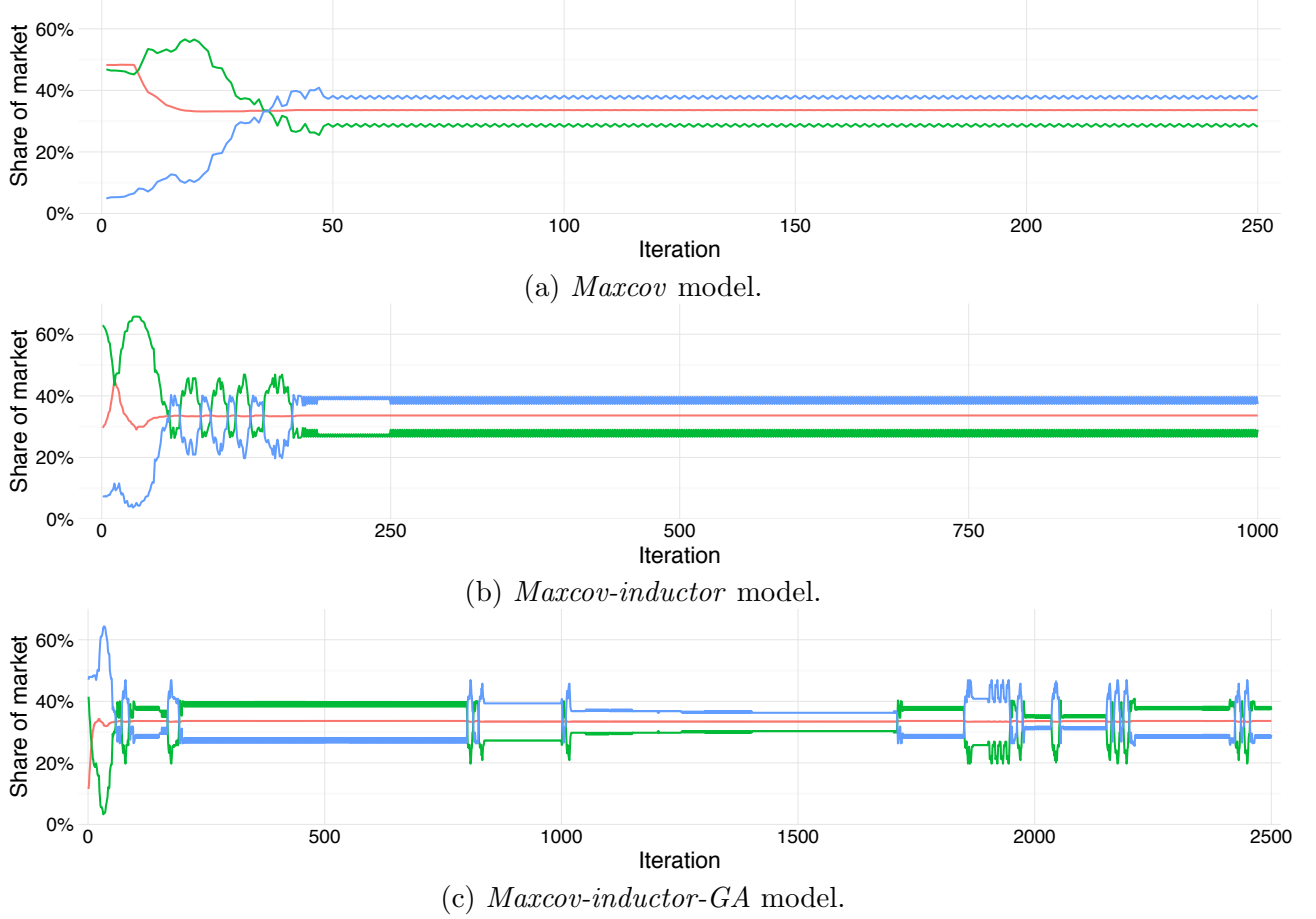 Share of market
60%
40%
20%
0%
0 50 100 150 200 250
Iteration
(a) Maxcov model.
Share of market
60%
40%
20%
0%
0 250 500 750 1000
Iteration
(b) Maxcov-inductor model.
Share of market
60%
40%
20%
0%
0 500 1000 1500 2000 2500
Iteration
(c) Maxcov-inductor-GA model.